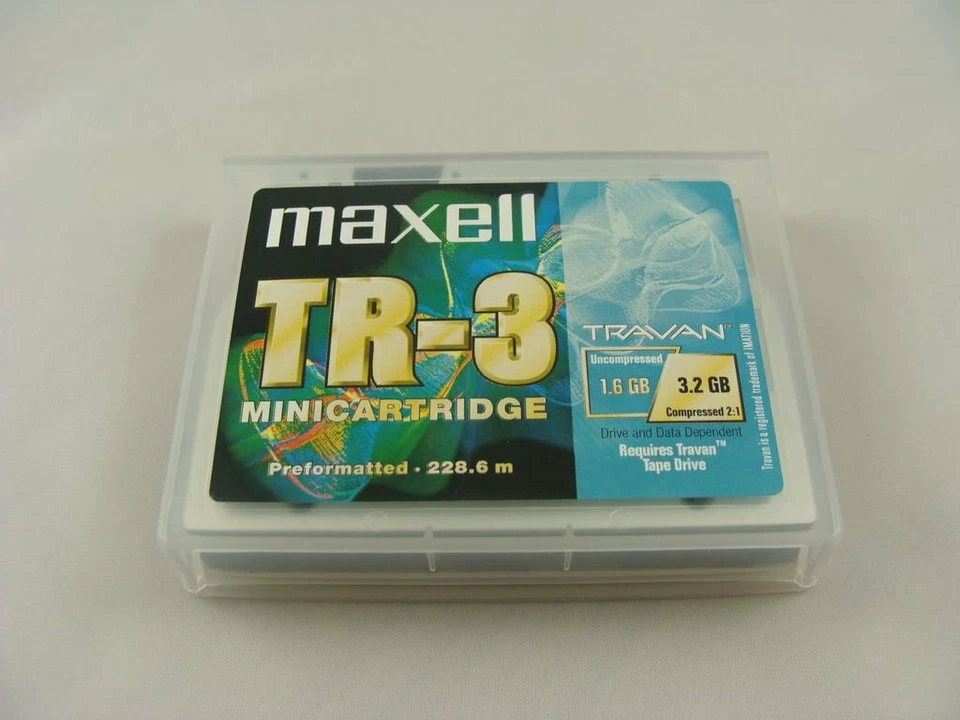 maxell
TR-3
MINICARTRIDGE
Preformatted · 228.6 m
TRAVAN™
Uncompressed
1.6 GB
3.2 GB
Compressed 2:1
Drive and Data Dependent
Requires Travan™
Tape Drive
Travan is a registered trademark of IMATION